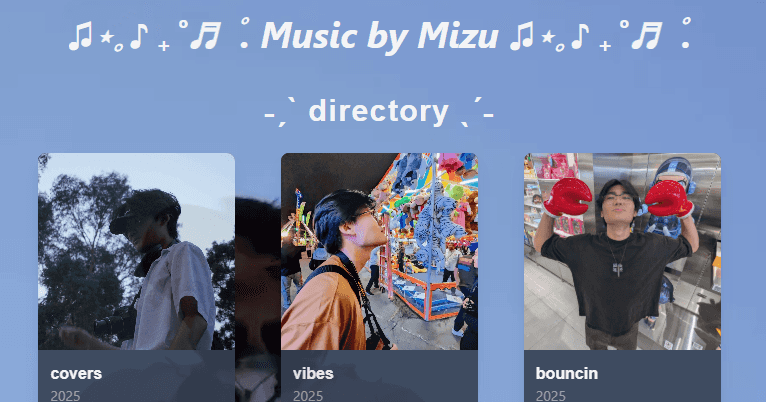 ♫⋆｡♪ ₊˚♬ ﾟ. Music by Mizu ♫⋆｡♪ ₊˚♬ ﾟ.
-ˏˋ directory ˎˊ-
covers
2025
vibes
2025
bouncin
2025